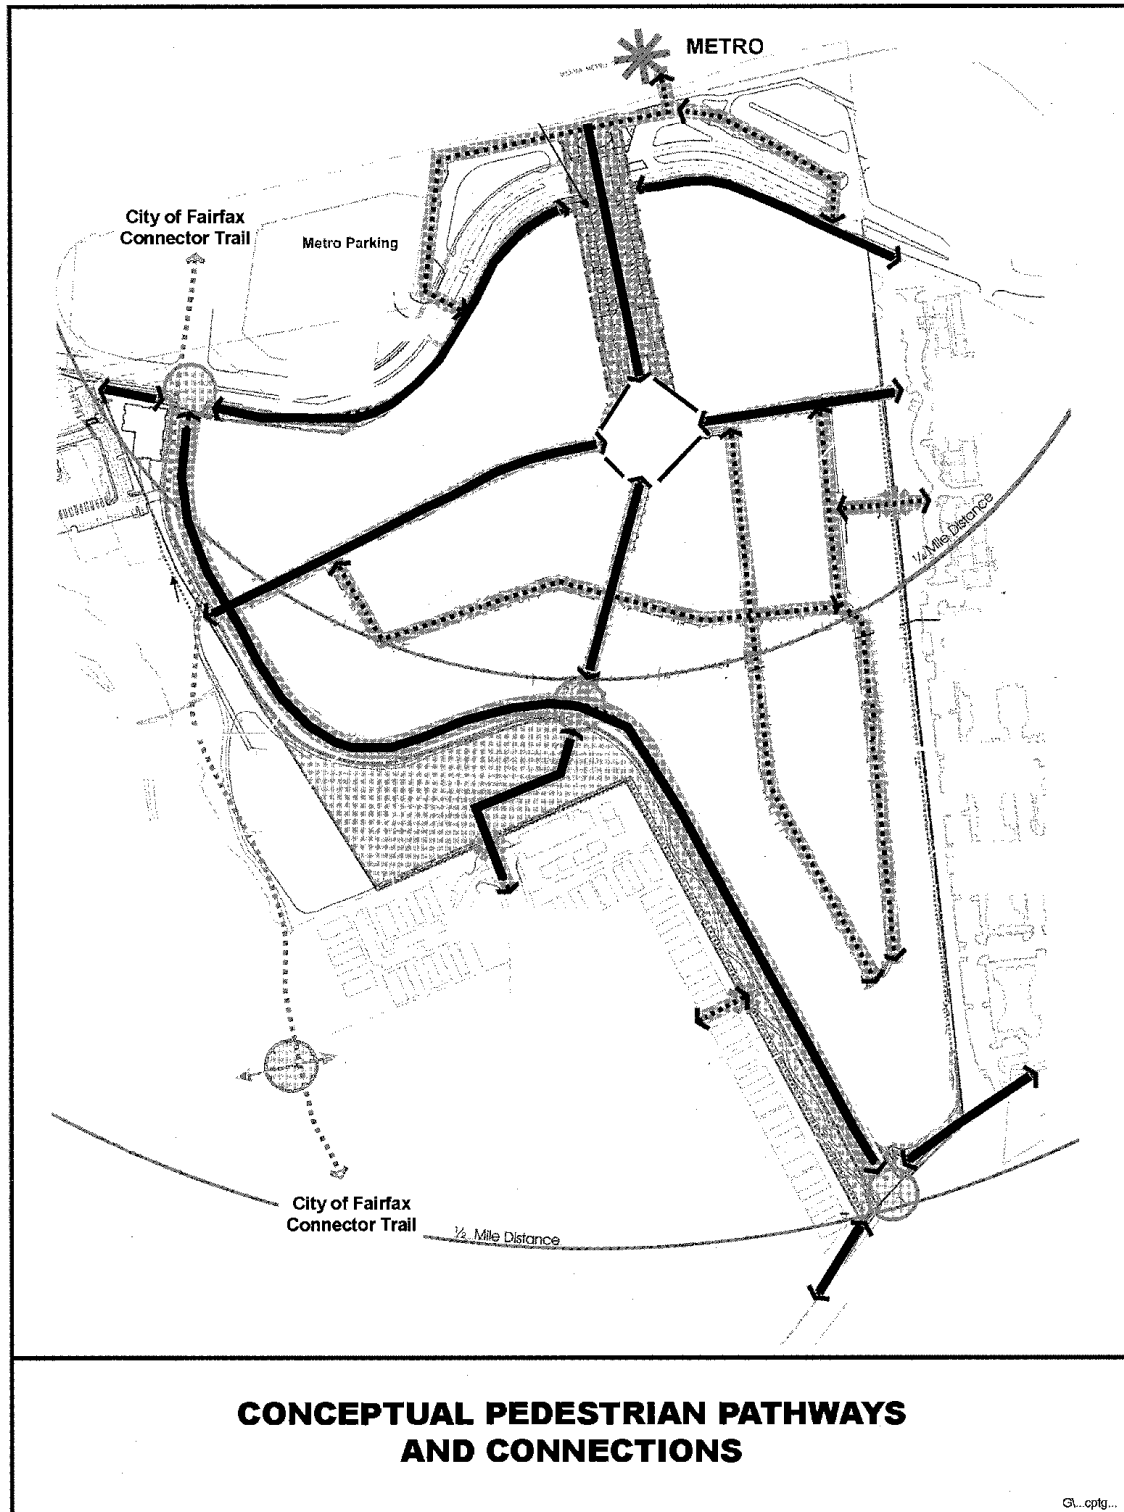 METRO
City of Fairfax
Connector Trail
Metro Parking
¼ Mile Distance
City of Fairfax
Connector Trail
½ Mile Distance
CONCEPTUAL PEDESTRIAN PATHWAYS
AND CONNECTIONS
G\...cptg...